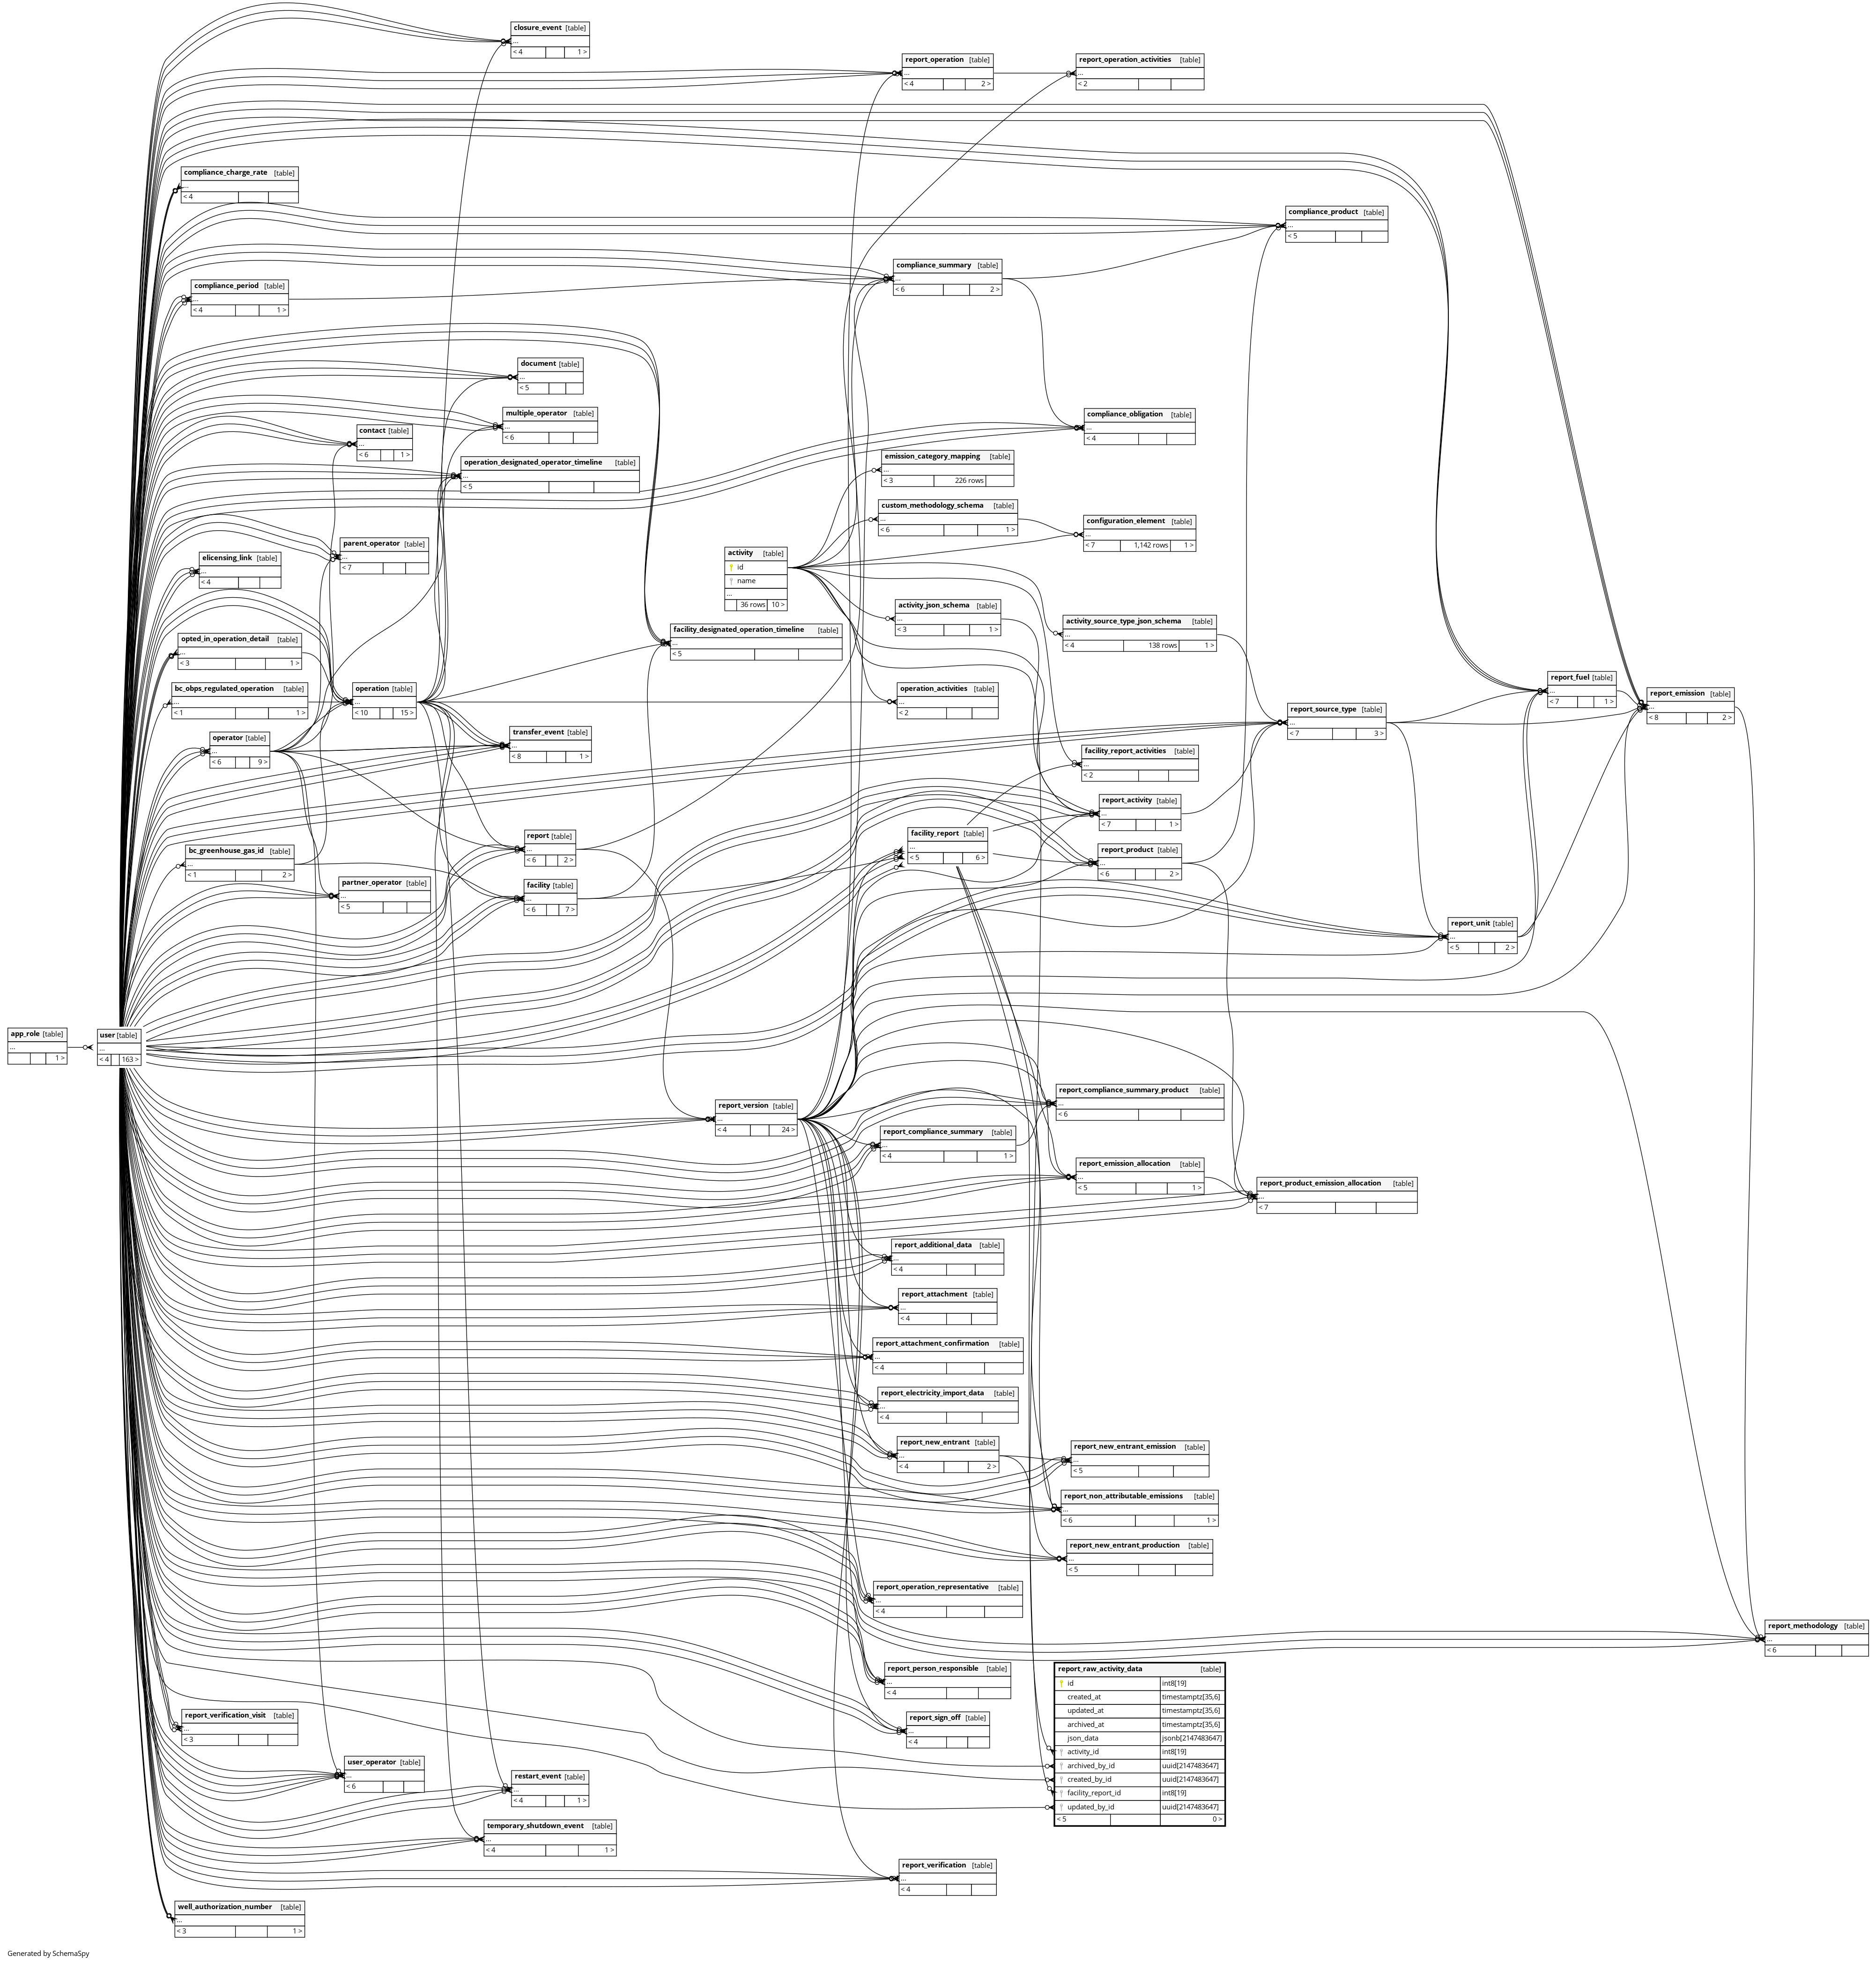 closure_event [table]
...
< 4 1 >
report_operation [table]
...
< 4 2 >
report_operation_activities [table]
...
< 2
compliance_charge_rate [table]
...
< 4
compliance_product [table]
...
< 5
compliance_summary [table]
...
< 6 2 >
compliance_period [table]
...
< 4 1 >
document [table]
...
< 5
multiple_operator [table]
...
< 6
compliance_obligation [table]
...
< 4
contact [table]
...
< 6 1 >
operation_designated_operator_timeline [table]
...
< 5
emission_category_mapping [table]
...
< 3 226 rows
custom_methodology_schema [table]
...
< 6 1 >
configuration_element [table]
...
< 7 1,142 rows 1 >
parent_operator [table]
...
< 7
elicensing_link [table]
...
< 4
activity [table]
id
name
...
36 rows 10 >
activity_json_schema [table]
...
< 3 1 >
activity_source_type_json_schema [table]
...
< 4 138 rows 1 >
facility_designated_operation_timeline [table]
...
< 5
opted_in_operation_detail [table]
...
< 3 1 >
report_fuel [table]
...
< 7 1 >
bc_obps_regulated_operation [table]
...
< 1 1 >
operation [table]
...
< 10 15 >
operation_activities [table]
...
< 2
report_emission [table]
...
< 8 2 >
report_source_type [table]
...
< 7 3 >
operator [table]
...
< 6 9 >
transfer_event [table]
...
< 8 1 >
facility_report_activities [table]
...
< 2
report_activity [table]
...
< 7 1 >
report [table]
...
< 6 2 >
facility_report [table]
...
< 5 6 >
bc_greenhouse_gas_id [table]
...
< 1 2 >
report_product [table]
...
< 6 2 >
partner_operator [table]
...
< 5
facility [table]
...
< 6 7 >
report_unit [table]
...
< 5 2 >
app_role [table]
...
1 >
user [table]
...
< 4 163 >
report_compliance_summary_product [table]
...
< 6
report_version [table]
...
< 4 24 >
report_compliance_summary [table]
...
< 4 1 >
report_emission_allocation [table]
...
< 5 1 >
report_product_emission_allocation [table]
...
< 7
report_additional_data [table]
...
< 4
report_attachment [table]
...
< 4
report_attachment_confirmation [table]
...
< 4
report_electricity_import_data [table]
...
< 4
report_new_entrant [table]
...
< 4 2 >
report_new_entrant_emission [table]
...
< 5
report_non_attributable_emissions [table]
...
< 6 1 >
report_new_entrant_production [table]
...
< 5
report_operation_representative [table]
...
< 4
report_methodology [table]
...
< 6
report_person_responsible [table]
...
< 4
report_raw_activity_data [table]
id int8[19]
created_at timestamptz[35,6]
updated_at timestamptz[35,6]
archived_at timestamptz[35,6]
json_data jsonb[2147483647]
activity_id int8[19]
archived_by_id uuid[2147483647]
created_by_id uuid[2147483647]
facility_report_id int8[19]
updated_by_id uuid[2147483647]
< 5 0 >
report_verification_visit [table]
...
< 3
report_sign_off [table]
...
< 4
user_operator [table]
...
< 6
restart_event [table]
...
< 4 1 >
temporary_shutdown_event [table]
...
< 4 1 >
report_verification [table]
...
< 4
well_authorization_number [table]
...
< 3 1 >
Generated by SchemaSpy